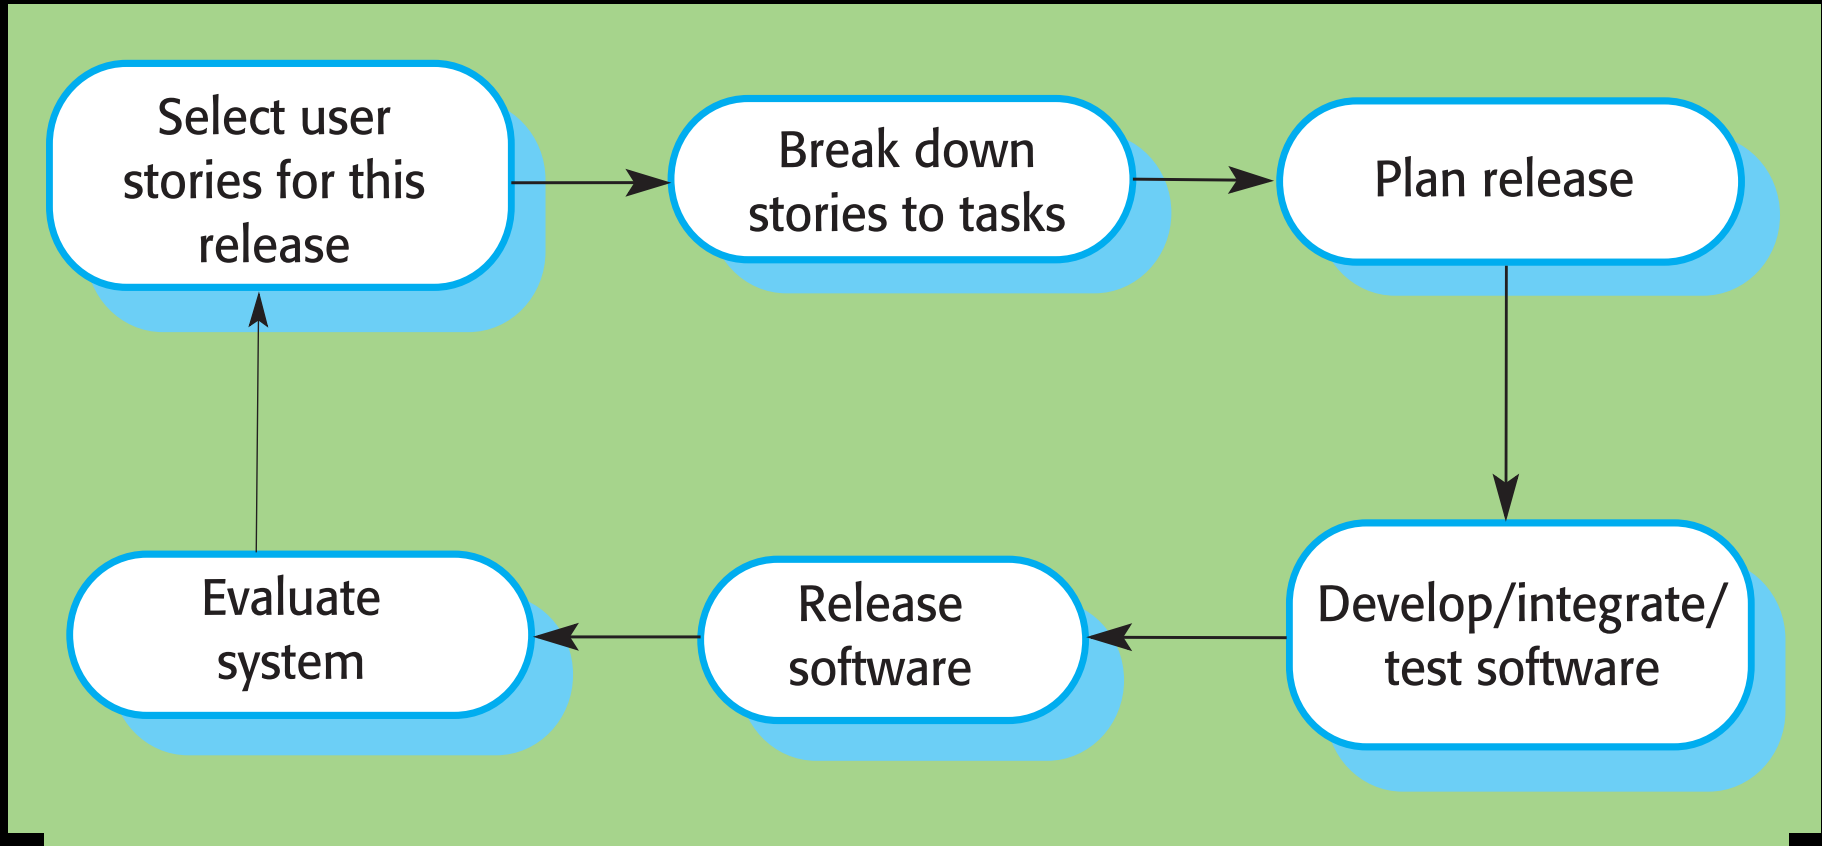 Select user
stories for this
release
Break down
stories to tasks
Plan release
Develop/integrate/
test software
Release
software
Evaluate
system